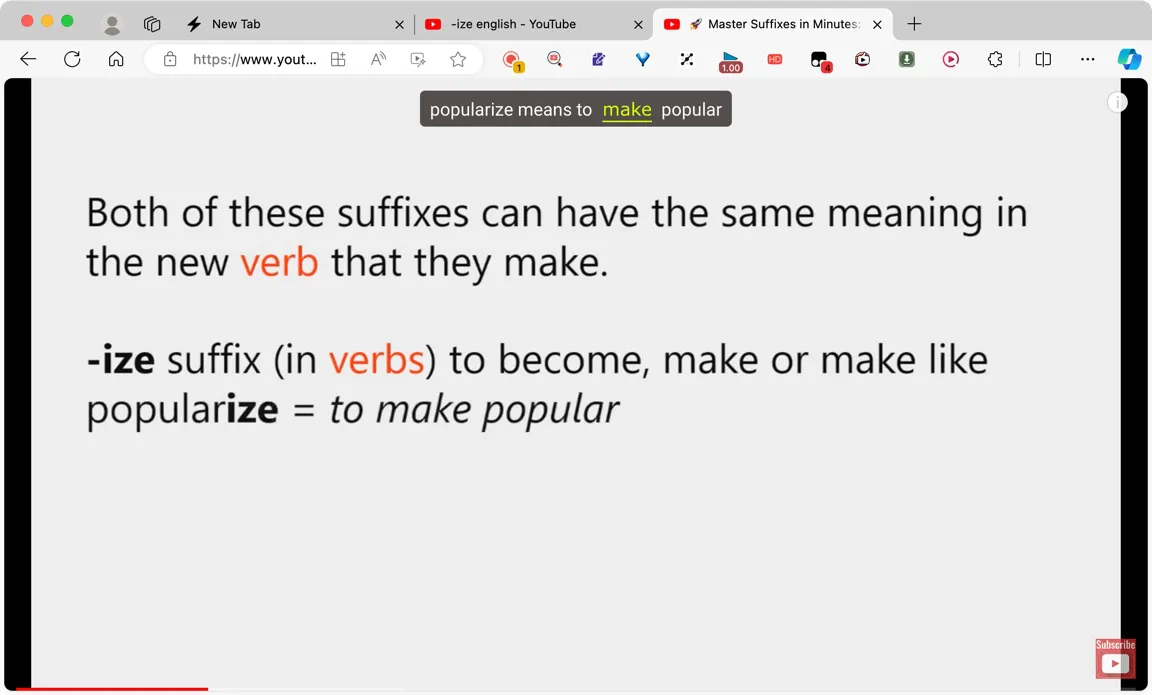 New Tab
-ize english - YouTube
🚀 Master Suffixes in Minutes:
https://www.yout...
1
1.00
HD
4
popularize means to make popular
Both of these suffixes can have the same meaning in
the new verb that they make.
-ize suffix (in verbs) to become, make or make like
popularize = to make popular
Subscribe